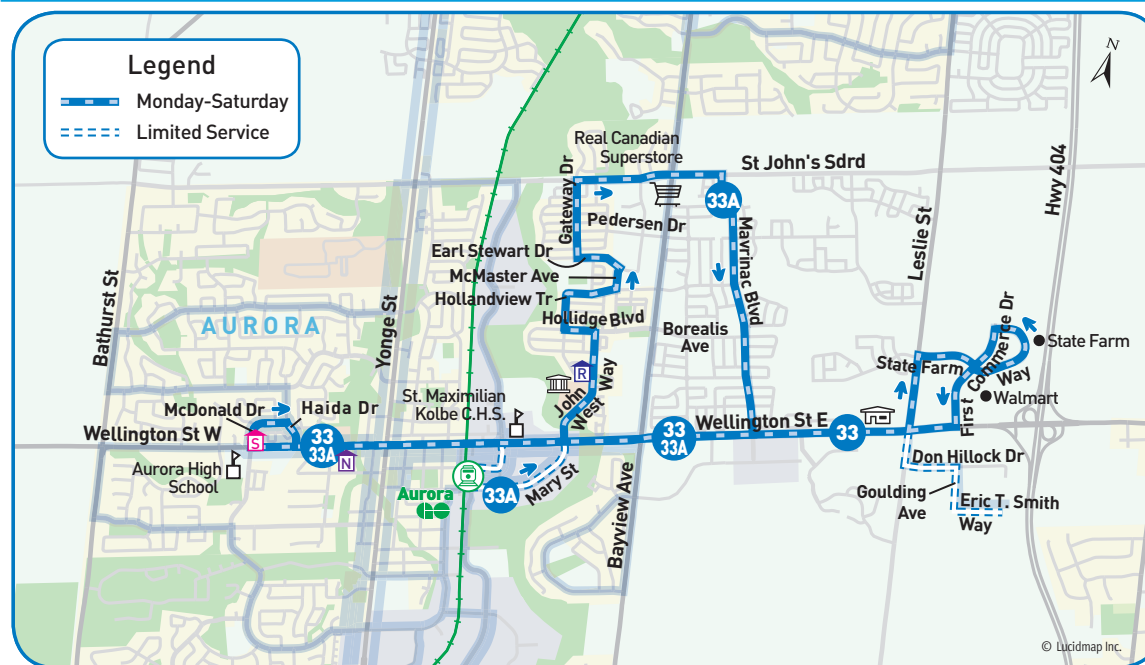 Legend
Monday-Saturday
Limited Service
N
Real Canadian
Superstore
St John's Sdrd
Hwy 404
Gateway Dr
33A
Pedersen Dr
Leslie St
Earl Stewart Dr
McMaster Ave
Mavrinac Blvd
Bathurst St
Yonge St
Hollandview Tr
AURORA
Hollidge Blvd
Borealis
Ave
First Commerce Dr
State Farm
State Farm
Way
R
John
West Way
Walmart
St. Maximilian
Kolbe C.H.S.
McDonald Dr
Haida Dr
Wellington St W
Wellington St E
S
33
33A
N
33
33A
33
Aurora High
School
Don Hillock Dr
Aurora
GO
33A
Mary St
Bayview Ave
Goulding
Ave
Eric T. Smith
Way
© Lucidmap Inc.